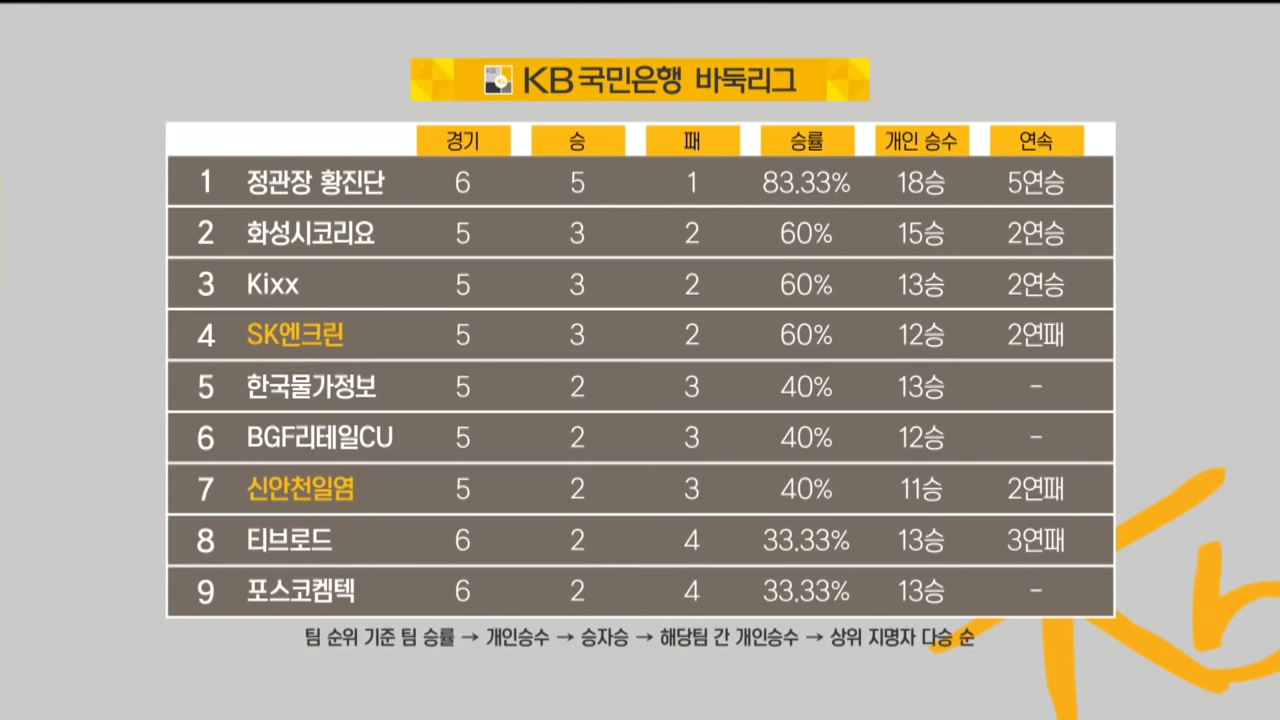 KB국민은행 바둑리그
경기 승 패 승률 개인 승수 연속
1 정관장 황진단 6 5 1 83.33% 18승 5연승
2 화성시코리요 5 3 2 60% 15승 2연승
3 Kixx 5 3 2 60% 13승 2연승
4 SK엔크린 5 3 2 60% 12승 2연패
5 한국물가정보 5 2 3 40% 13승 -
6 BGF리테일CU 5 2 3 40% 12승 -
7 신안천일염 5 2 3 40% 11승 2연패
8 티브로드 6 2 4 33.33% 13승 3연패
9 포스코켐텍 6 2 4 33.33% 13승 -
팀 순위 기준 팀 승률 → 개인승수 → 승자승 → 해당팀 간 개인승수 → 상위 지명자 다승 순
Kb